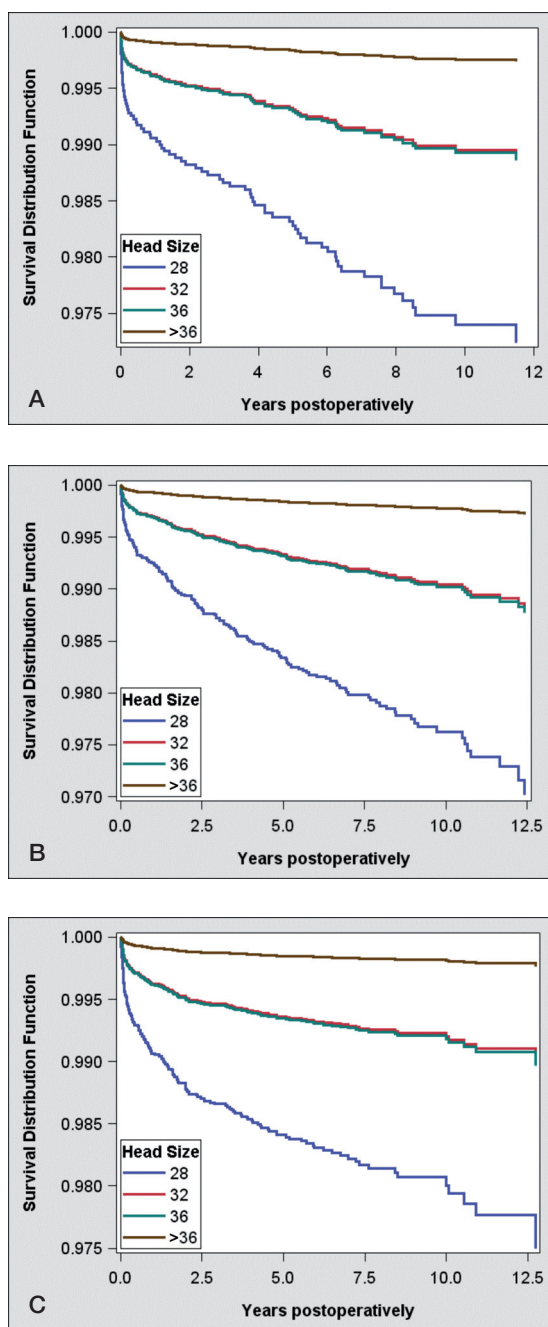 1.000
0.995
0.990
0.985
0.980
0.975
Survival Distribution Function
Head Size
28
32
36
>36
0 2 4 6 8 10 12
Years postoperatively
A
1.000
0.995
0.990
0.985
0.980
0.975
0.970
Survival Distribution Function
Head Size
28
32
36
>36
0.0 2.5 5.0 7.5 10.0 12.5
Years postoperatively
B
1.000
0.995
0.990
0.985
0.980
0.975
Survival Distribution Function
Head Size
28
32
36
>36
0.0 2.5 5.0 7.5 10.0 12.5
Years postoperatively
C